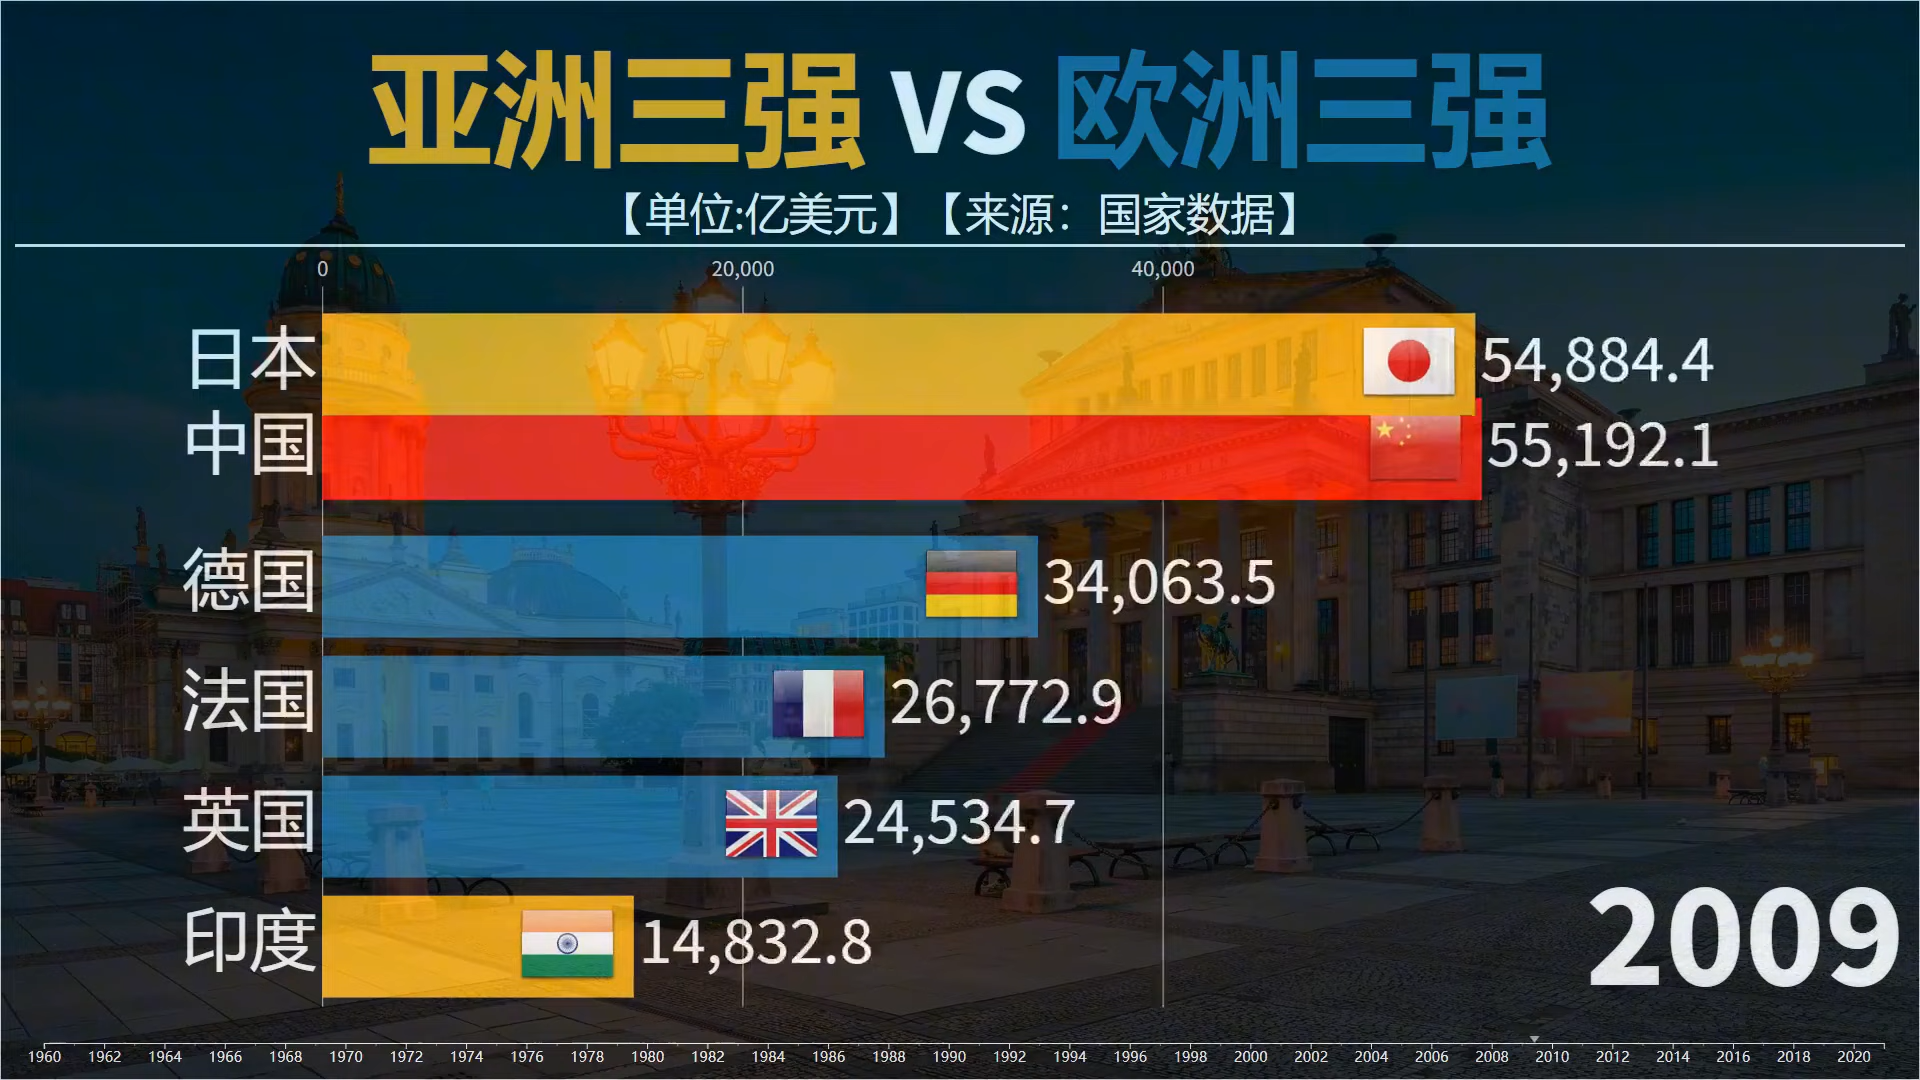 亚洲三强 VS 欧洲三强
【单位:亿美元】【来源：国家数据】
0 20,000 40,000
日本 54,884.4
中国 55,192.1
德国 34,063.5
法国 26,772.9
英国 24,534.7
印度 14,832.8
2009
1960 1962 1964 1966 1968 1970 1972 1974 1976 1978 1980 1982 1984 1986 1988 1990 1992 1994 1996 1998 2000 2002 2004 2006 2008 2010 2012 2014 2016 2018 2020